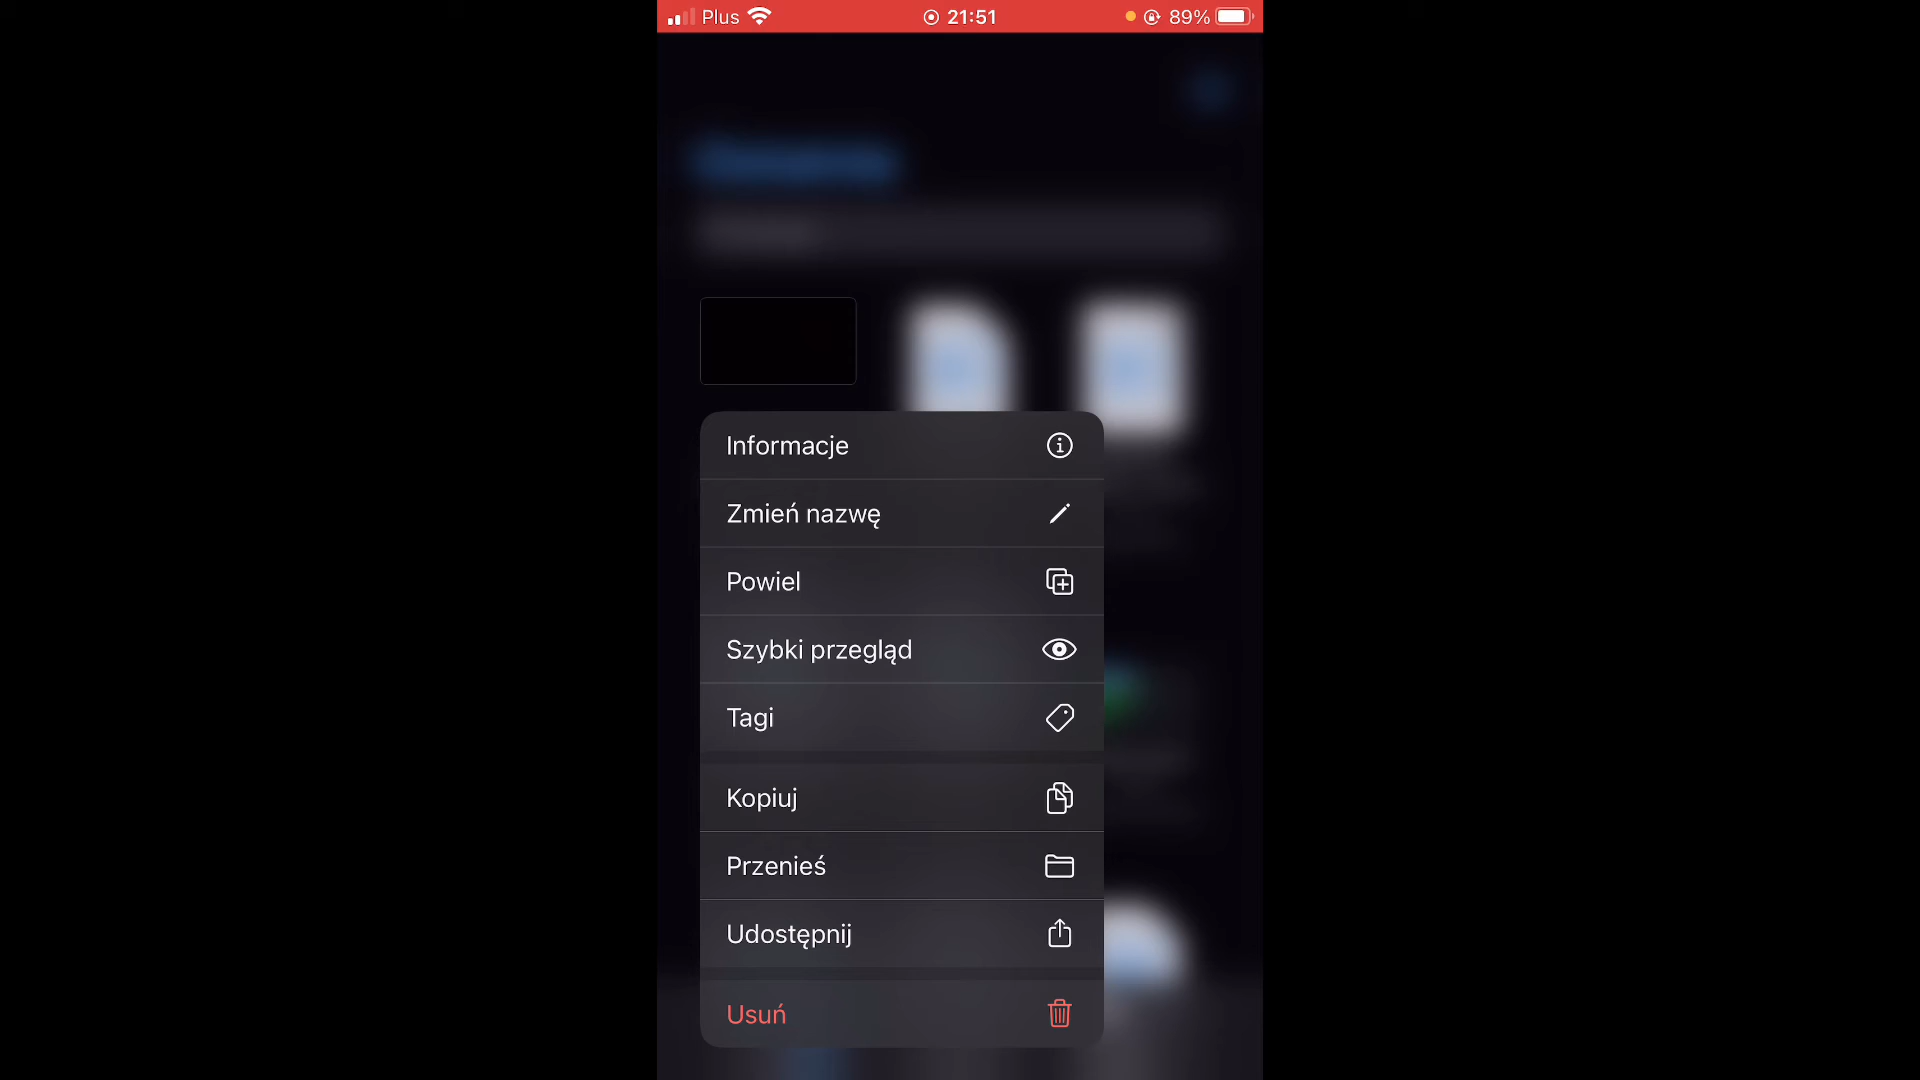 Plus 21:51 89%
Informacje
Zmień nazwę
Powiel
Szybki przegląd
Tagi
Kopiuj
Przenieś
Udostępnij
Usuń